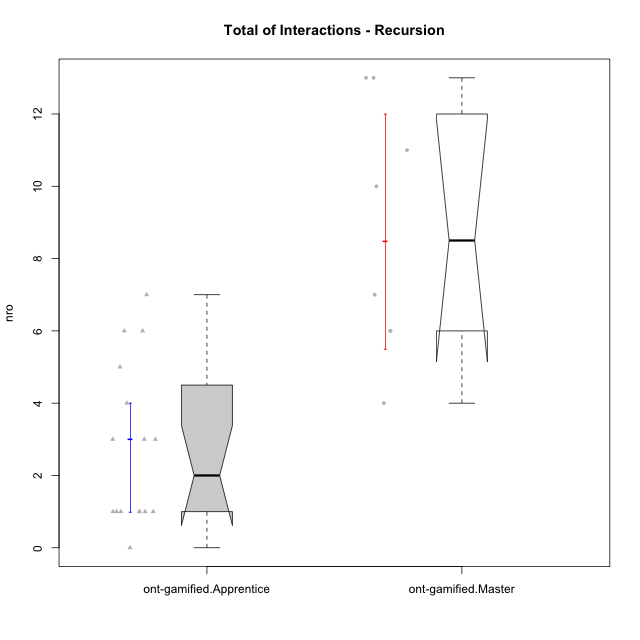 Total of Interactions - Recursion
nro
12
10
8
6
4
2
0
ont-gamified.Apprentice
ont-gamified.Master